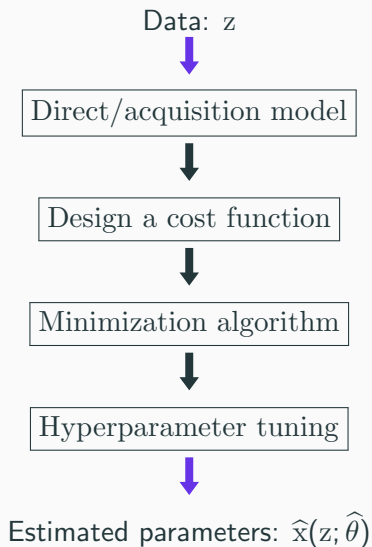 Data: z
Direct/acquisition model
Design a cost function
Minimization algorithm
Hyperparameter tuning
Estimated parameters: x̂(z; θ̂)